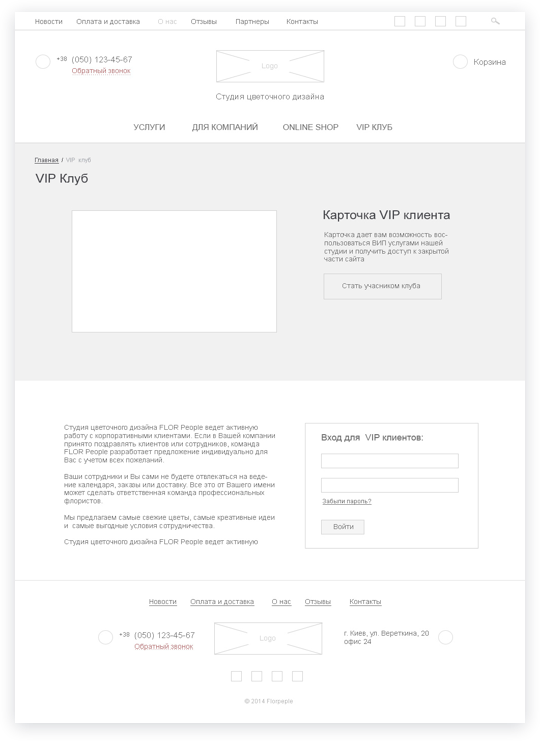 Новости Оплата и доставка О нас Отзывы Партнеры Контакты
+38 (050) 123-45-67
Обратный звонок
Logo
Корзина
Студия цветочного дизайна
УСЛУГИ ДЛЯ КОМПАНИЙ ONLINE SHOP VIP КЛУБ
Главная / VIP клуб
VIP Клуб
Карточка VIP клиента
Карточка дает вам возможность вос-
пользоваться ВИП услугами нашей
студии и получить доступ к закрытой
части сайта
Стать учасником клуба
Студия цветочного дизайна FLOR People ведет активную
работу с корпоративными клиентами. Если в Вашей компании
принято поздравлять клиентов или сотрудников, команда
FLOR People разработает предложение индивидуально для
Вас с учетом всех пожеланий.
Ваши сотрудники и Вы сами не будете отвлекаться на веде-
ние календаря, заказы или доставку. Все это от Вашего имени
может сделать ответственная команда профессиональных
флористов.
Мы предлагаем самые свежие цветы, самые креативные идеи
и самые выгодные условия сотрудничества.
Студия цветочного дизайна FLOR People ведет активную
Вход для VIP клиентов:
Забыли пароль?
Войти
Новости Оплата и доставка О нас Отзывы Контакты
+38 (050) 123-45-67
Обратный звонок
Logo
г. Киев, ул. Вереткина, 20.
офис 24
© 2014 Florpeple